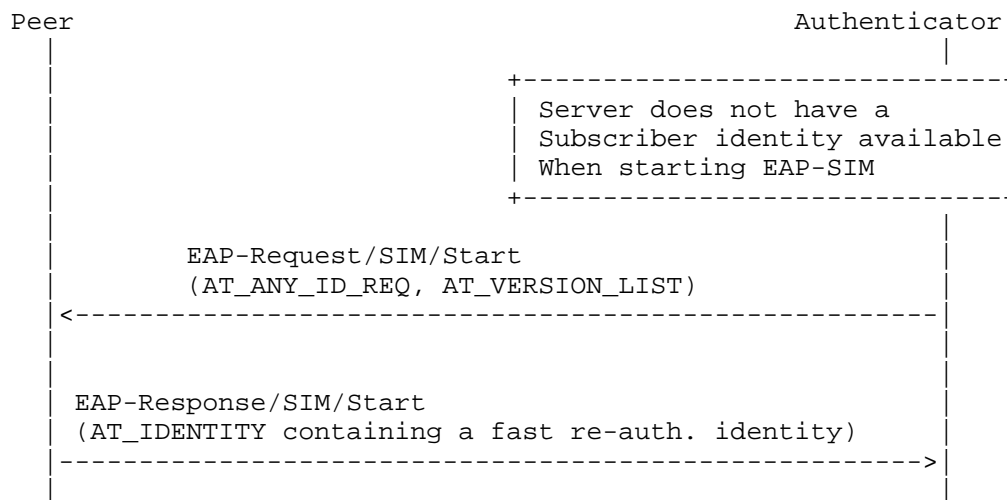 Peer Authenticator
Server does not have a
Subscriber identity available
When starting EAP-SIM
EAP-Request/SIM/Start
(AT_ANY_ID_REQ, AT_VERSION_LIST)
EAP-Response/SIM/Start
(AT_IDENTITY containing a fast re-auth. identity)